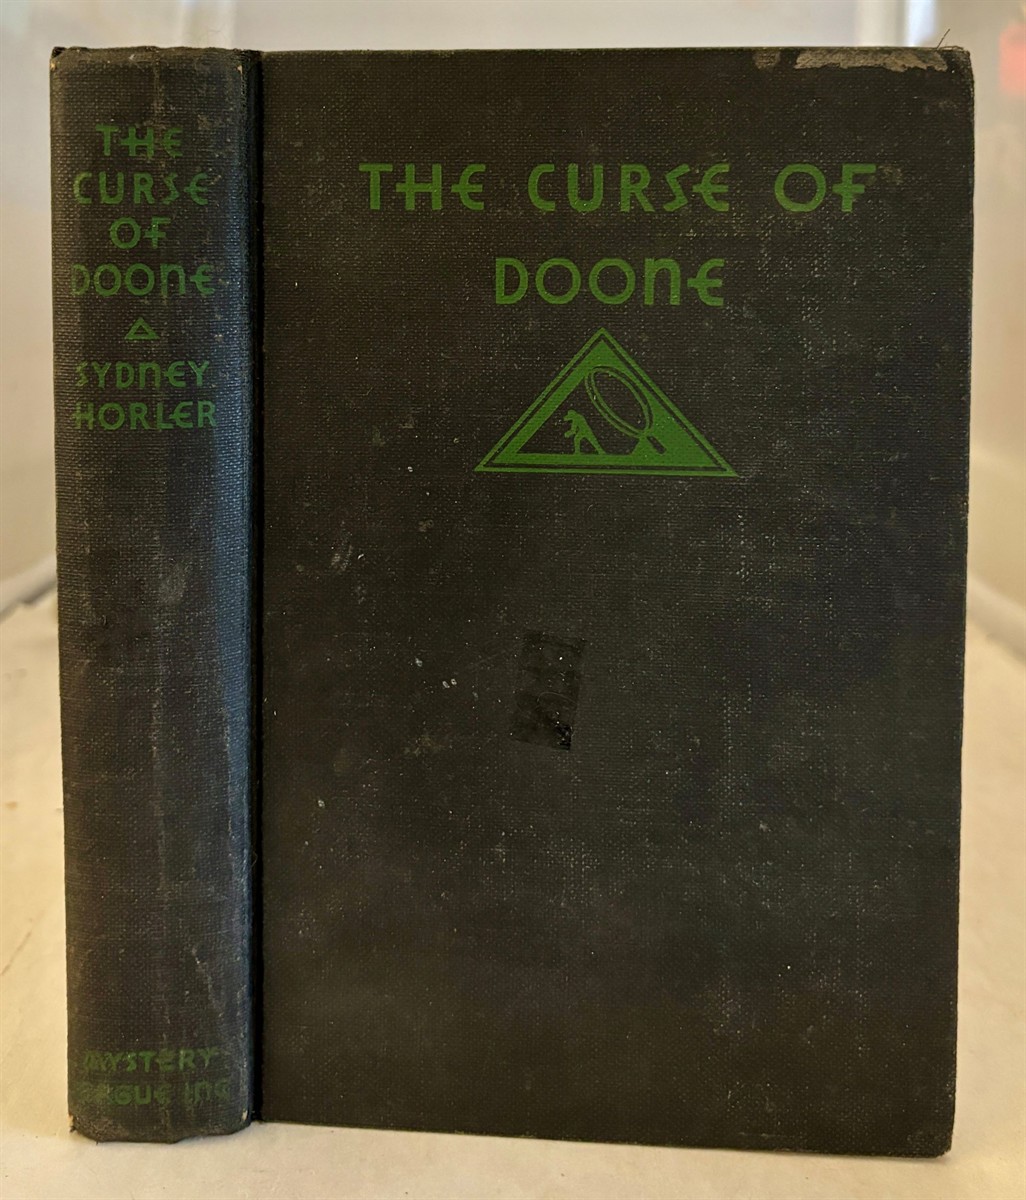 THE
CURSE
OF
DOONE
SYDNEY
HORLER
MYSTERY
LEAGUE INC
THE CURSE OF
DOONE